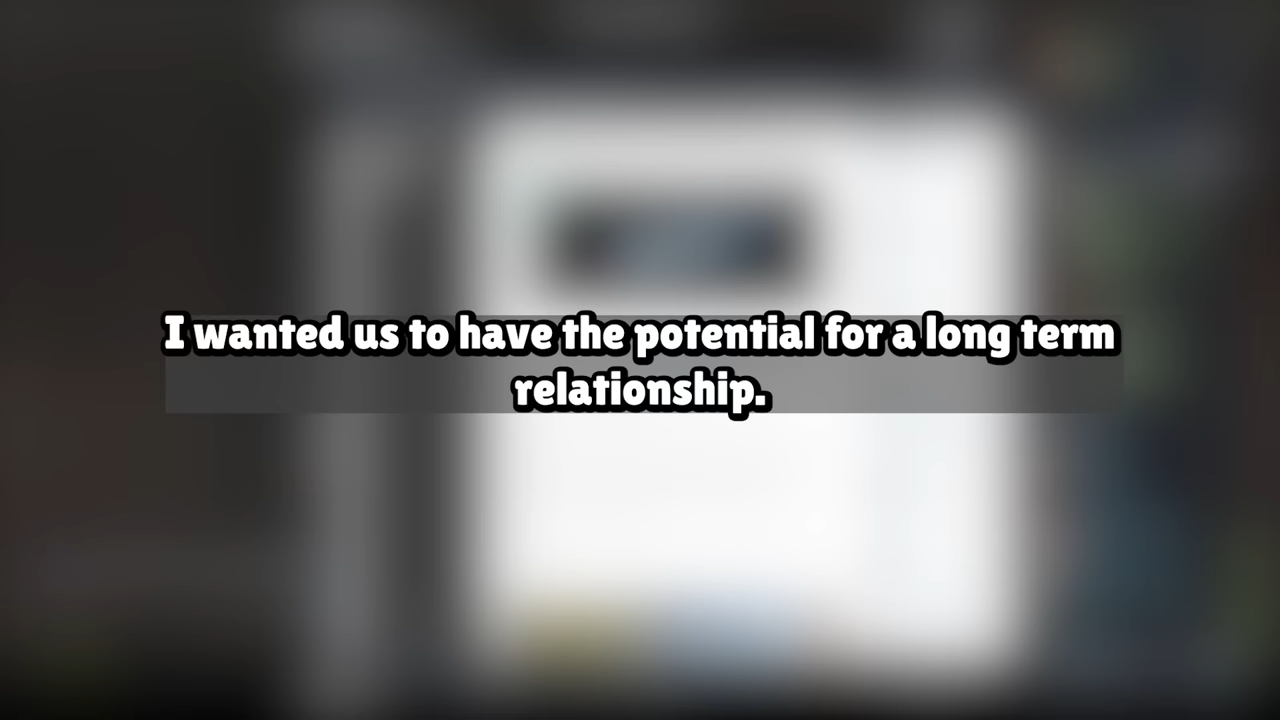 I wanted us to have the potential for a long term
relationship.